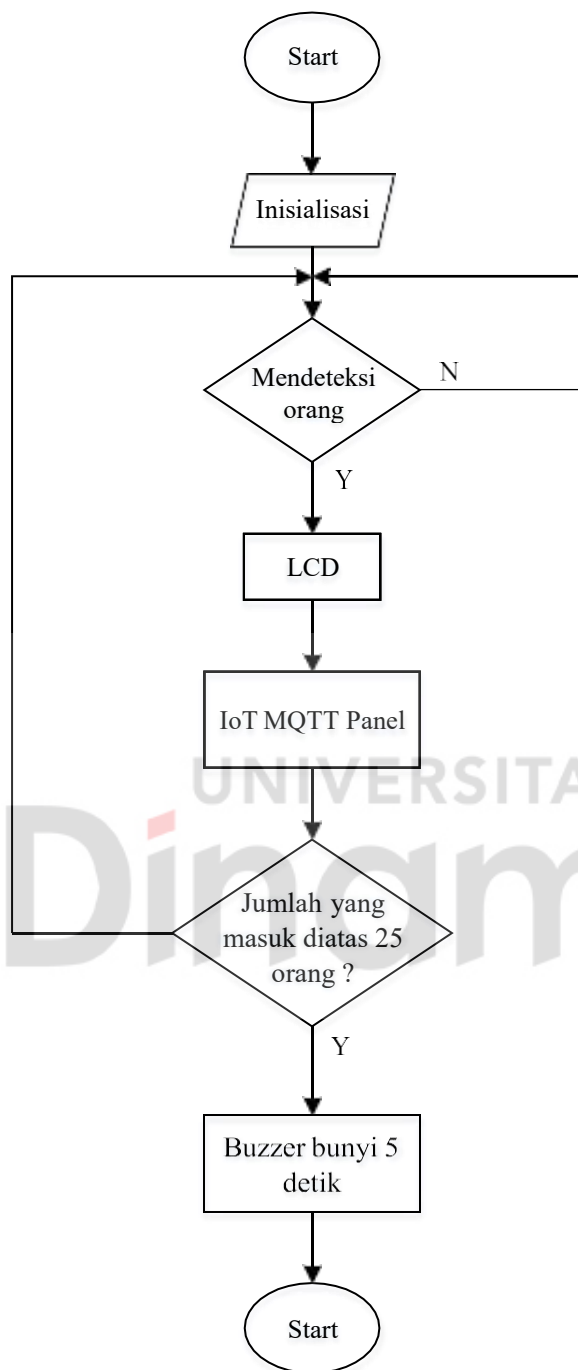 Start
Inisialisasi
Mendeteksi
orang
N
Y
LCD
IoT MQTT Panel
UNIVERSITA
Dinam
Jumlah yang
masuk diatas 25
orang ?
Y
Buzzer bunyi 5
detik
Start